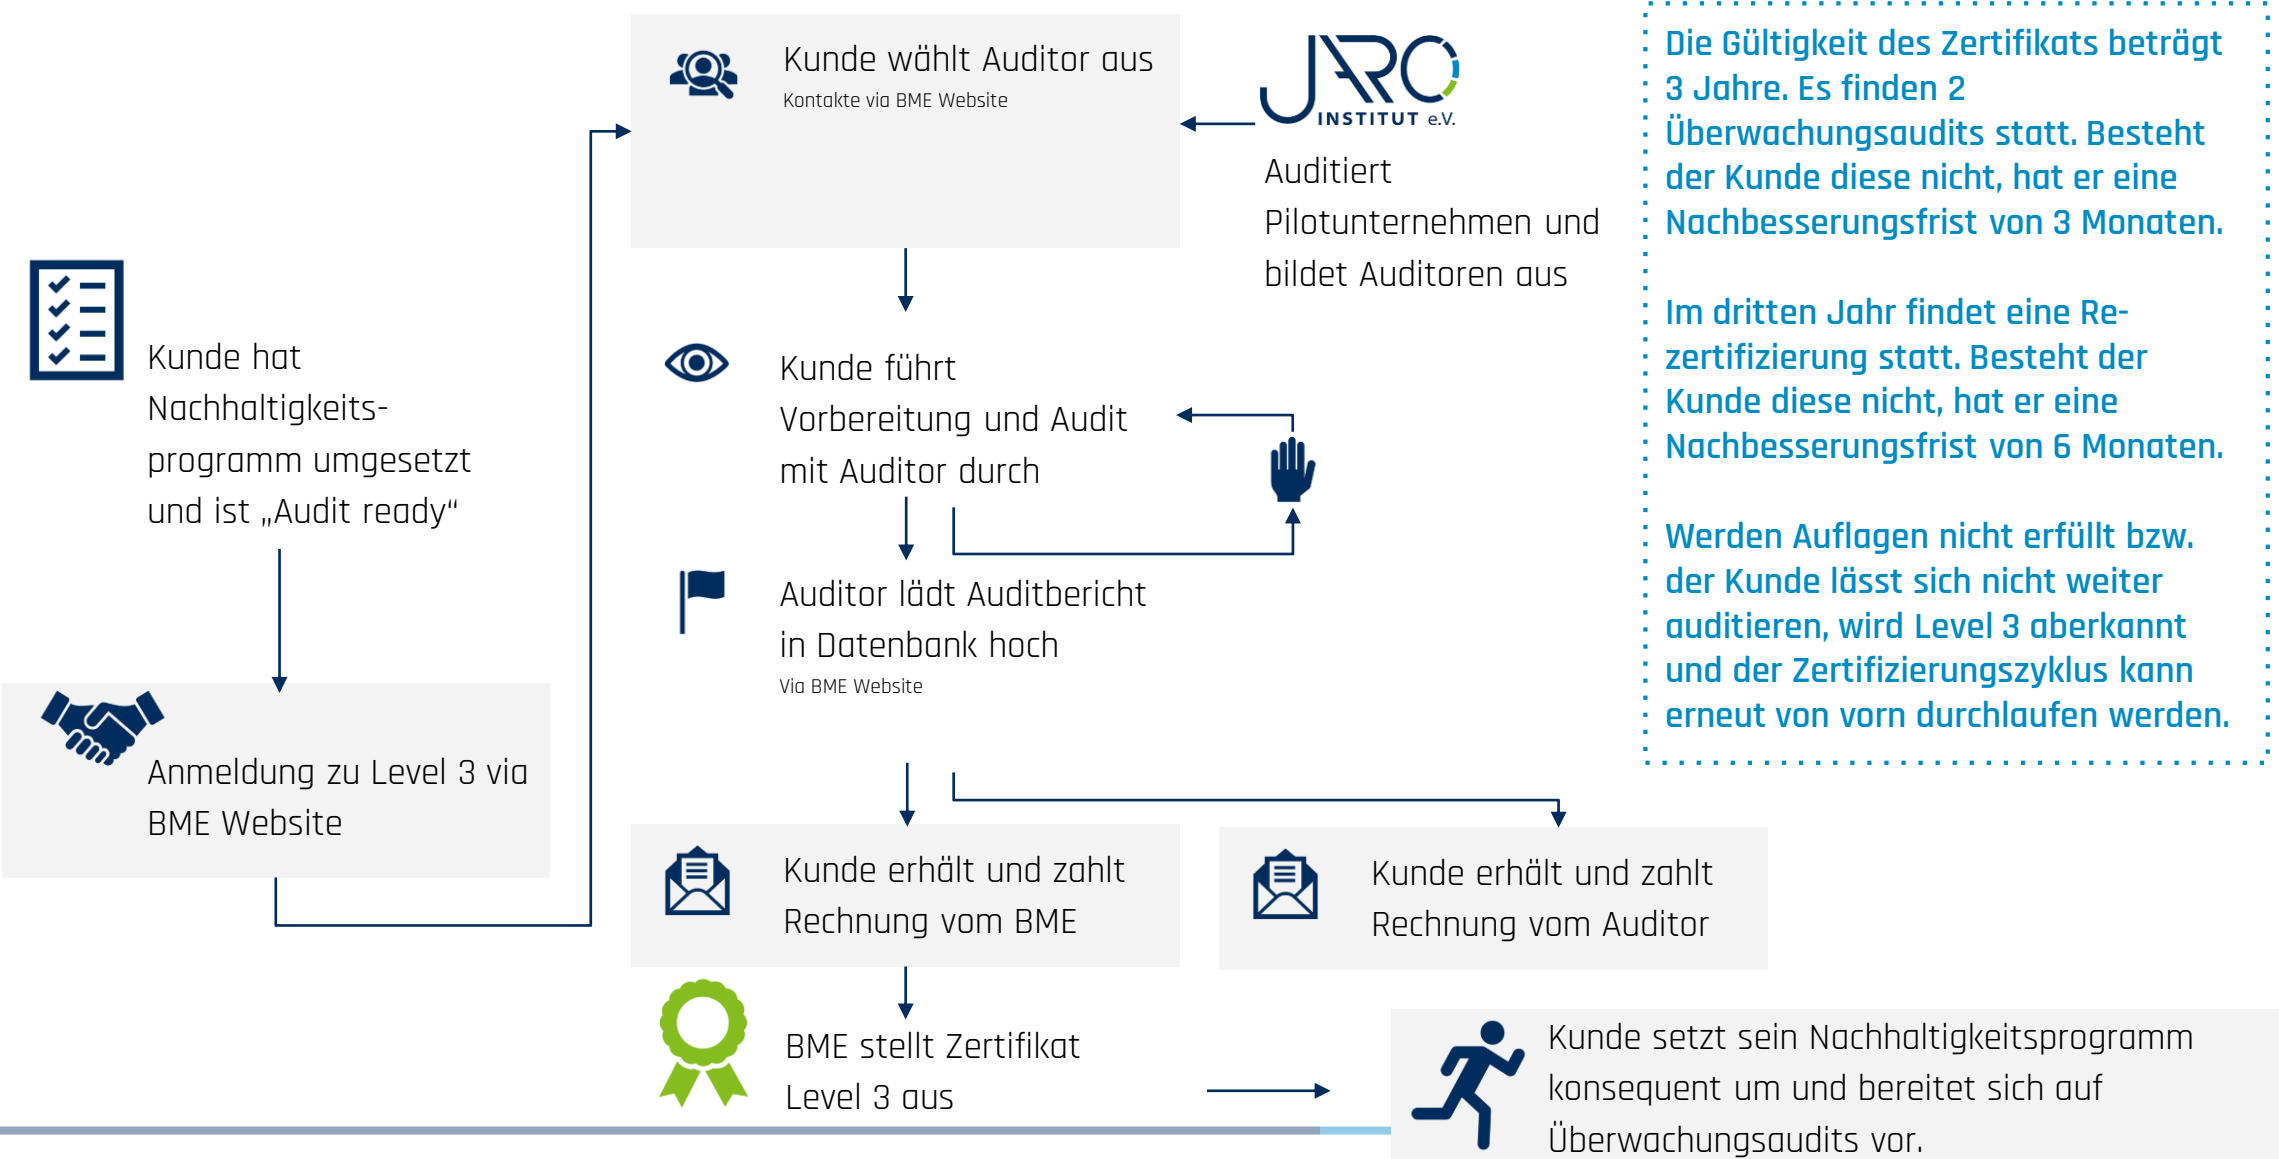 Kunde hat
Nachhaltigkeits-
programm umgesetzt
und ist „Audit ready“
Anmeldung zu Level 3 via
BME Website
Kunde wählt Auditor aus
Kontakte via BME Website
JARO
INSTITUT e.V.
Auditiert
Pilotunternehmen und
bildet Auditoren aus
Kunde führt
Vorbereitung und Audit
mit Auditor durch
Auditor lädt Auditbericht
in Datenbank hoch
Via BME Website
Kunde erhält und zahlt
Rechnung vom BME
Kunde erhält und zahlt
Rechnung vom Auditor
BME stellt Zertifikat
Level 3 aus
Kunde setzt sein Nachhaltigkeitsprogramm
konsequent um und bereitet sich auf
Überwachungsaudits vor.
Die Gültigkeit des Zertifikats beträgt
3 Jahre. Es finden 2
Überwachungsaudits statt. Besteht
der Kunde diese nicht, hat er eine
Nachbesserungsfrist von 3 Monaten.
Im dritten Jahr findet eine Re-
zertifizierung statt. Besteht der
Kunde diese nicht, hat er eine
Nachbesserungsfrist von 6 Monaten.
Werden Auflagen nicht erfüllt bzw.
der Kunde lässt sich nicht weiter
auditieren, wird Level 3 aberkannt
und der Zertifizierungszyklus kann
erneut von vorn durchlaufen werden.